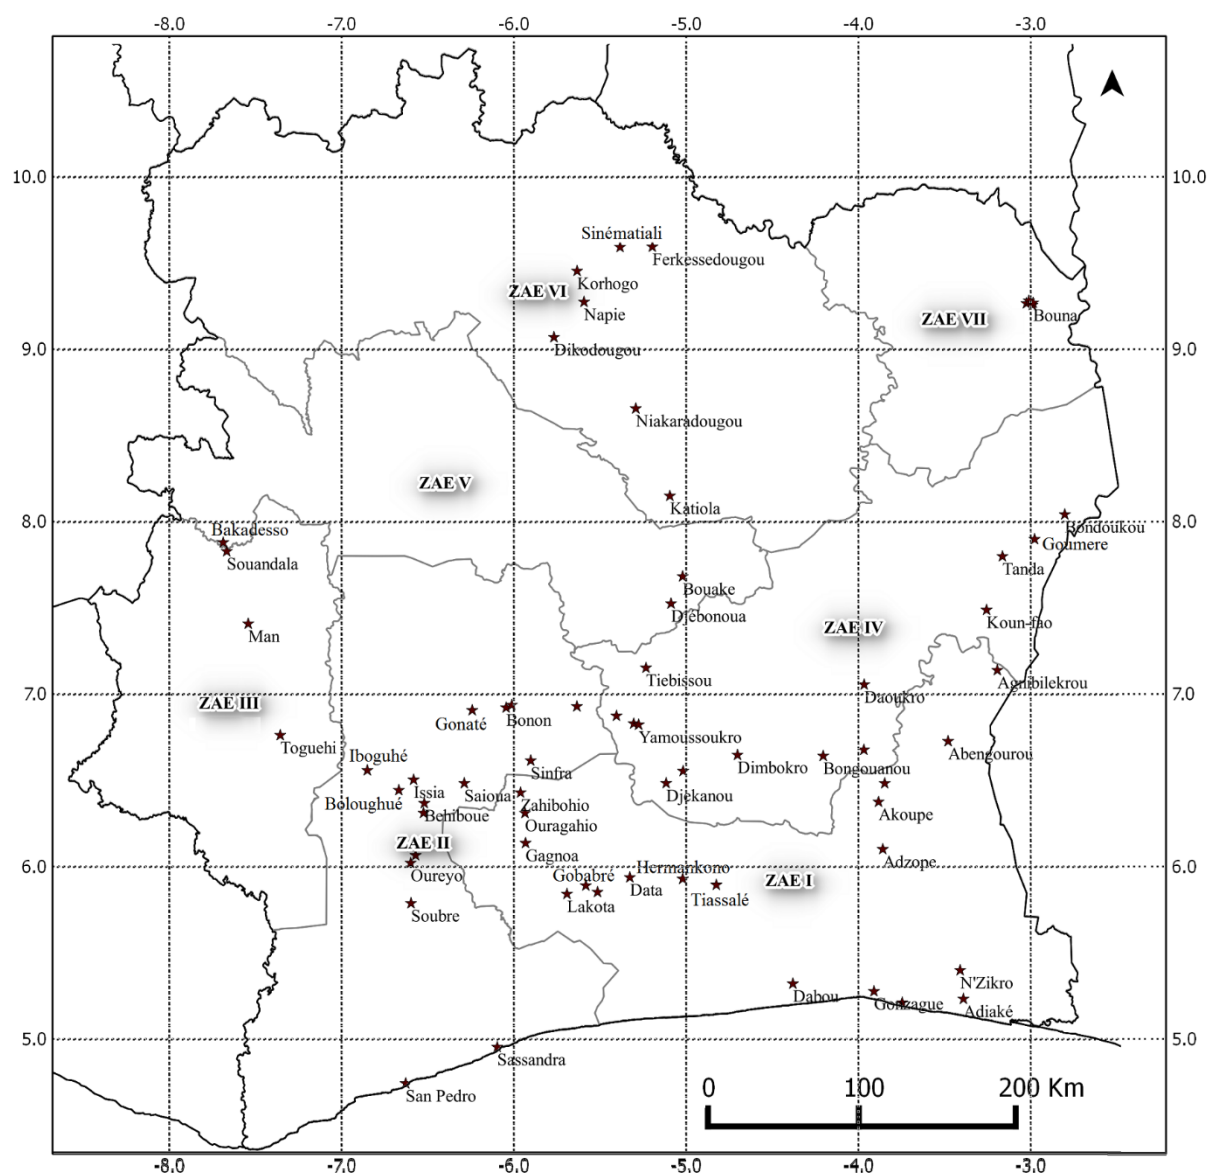 -8.0 -7.0 -6.0 -5.0 -4.0 -3.0
10.0 10.0
Sinématiali
Ferkessedougou
Korhogo
ZAE VI
Napie
Bouna
ZAE VII
9.0 Dikodougou 9.0
Niakaradougou
ZAE V
Katiola
8.0 8.0
Bakadesso
Bondoukou
Goumere
Souandala
Tanda
Bouake
Djébonoua
Koun-fao
Man
ZAE IV
Tiebissou
Agnibilekrou
7.0 7.0
Daoukro
ZAE III
Gonaté
Bonon
Yamoussoukro
Toguehi
Iboguhé
Abengourou
Sinfra
Dimbokro
Bongouanou
Issia
Saioua
Djekanou
Boloughué
Zahibohio
Behiboue
Ouragahio
Akoupe
ZAE II
Gagnoa
Adzope
6.0 6.0
Oureyo
Gobabré
Hermankono
ZAE I
Data
Tiassalé
Lakota
Soubre
N'Zikro
Dabou
Gonzague
Adiaké
5.0 5.0
Sassandra
San Pedro
0 100 200 Km
-8.0 -7.0 -6.0 -5.0 -4.0 -3.0